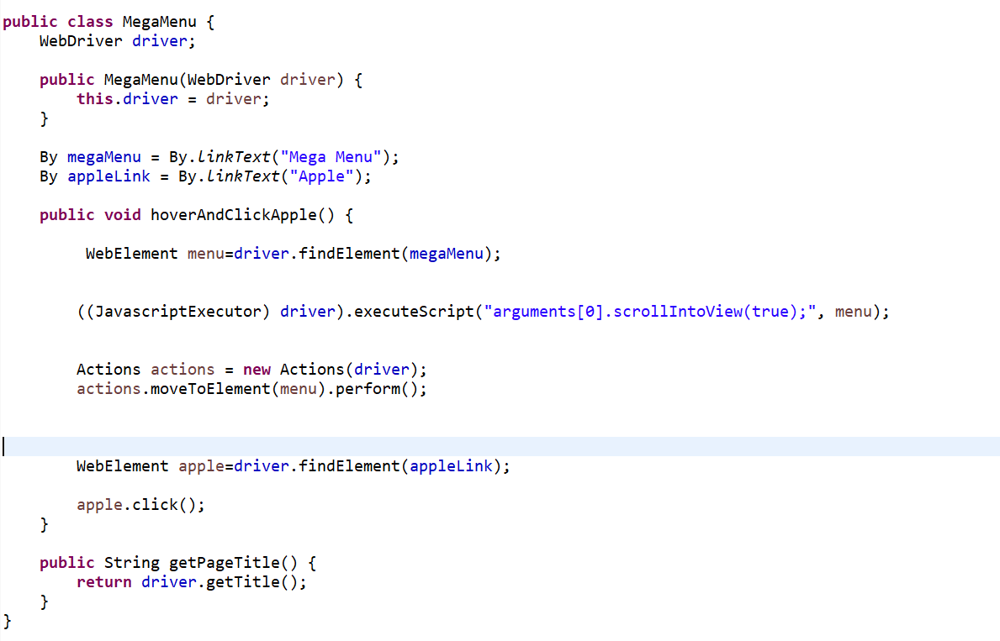 public class MegaMenu {
    WebDriver driver;

    public MegaMenu(WebDriver driver) {
        this.driver = driver;
    }

    By megaMenu = By.linkText("Mega Menu");
    By appleLink = By.linkText("Apple");

    public void hoverAndClickApple() {

         WebElement menu=driver.findElement(megaMenu);


        ((JavascriptExecutor) driver).executeScript("arguments[0].scrollIntoView(true);", menu);


        Actions actions = new Actions(driver);
        actions.moveToElement(menu).perform();



        WebElement apple=driver.findElement(appleLink);

        apple.click();
    }

    public String getPageTitle() {
        return driver.getTitle();
    }
}